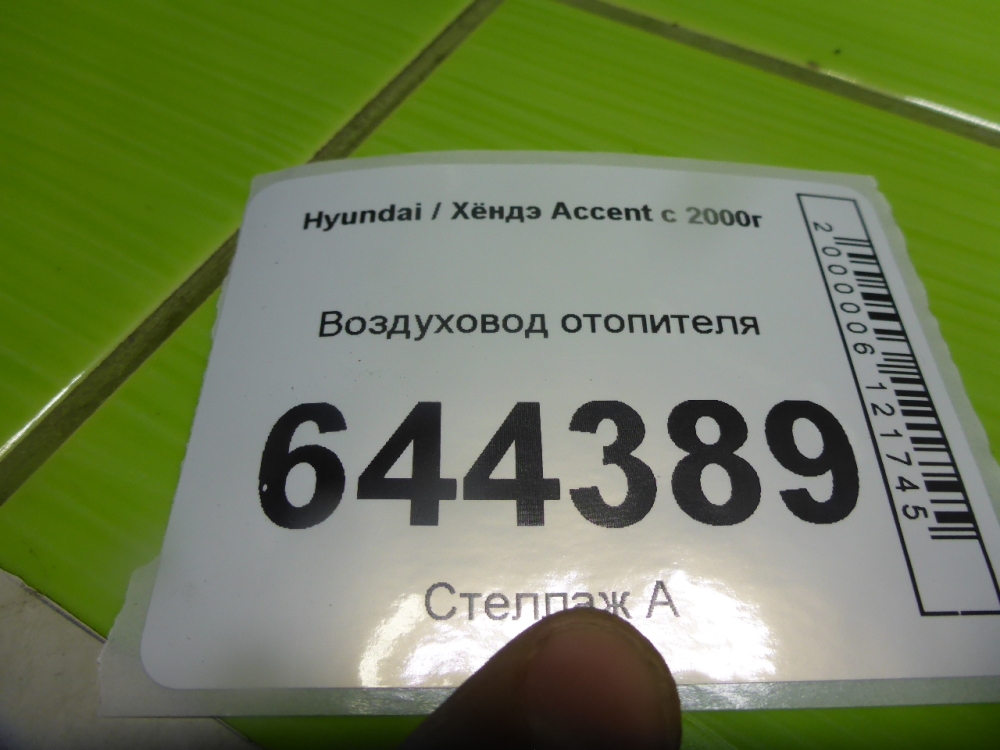 Hyundai / Хёндэ Accent с 2000г
Воздуховод отопителя
644389
Стеллаж А
2000006121745